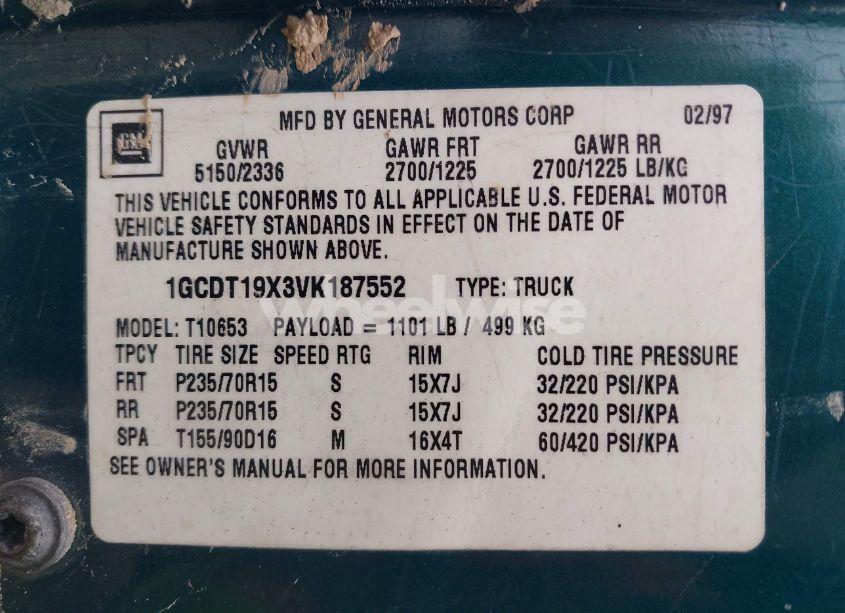 MFD BY GENERAL MOTORS CORP 02/97
GM
GVWR GAWR FRT GAWR RR
5150/2336 2700/1225 2700/1225 LB/KG
THIS VEHICLE CONFORMS TO ALL APPLICABLE U.S. FEDERAL MOTOR
VEHICLE SAFETY STANDARDS IN EFFECT ON THE DATE OF
MANUFACTURE SHOWN ABOVE.
1GCDT19X3VK187552 TYPE: TRUCK
wheelwise
MODEL: T10653 PAYLOAD = 1101 LB / 499 KG
TPCY TIRE SIZE SPEED RTG RIM COLD TIRE PRESSURE
FRT P235/70R15 S 15X7J 32/220 PSI/KPA
RR P235/70R15 S 15X7J 32/220 PSI/KPA
SPA T155/90D16 M 16X4T 60/420 PSI/KPA
SEE OWNER'S MANUAL FOR MORE INFORMATION.